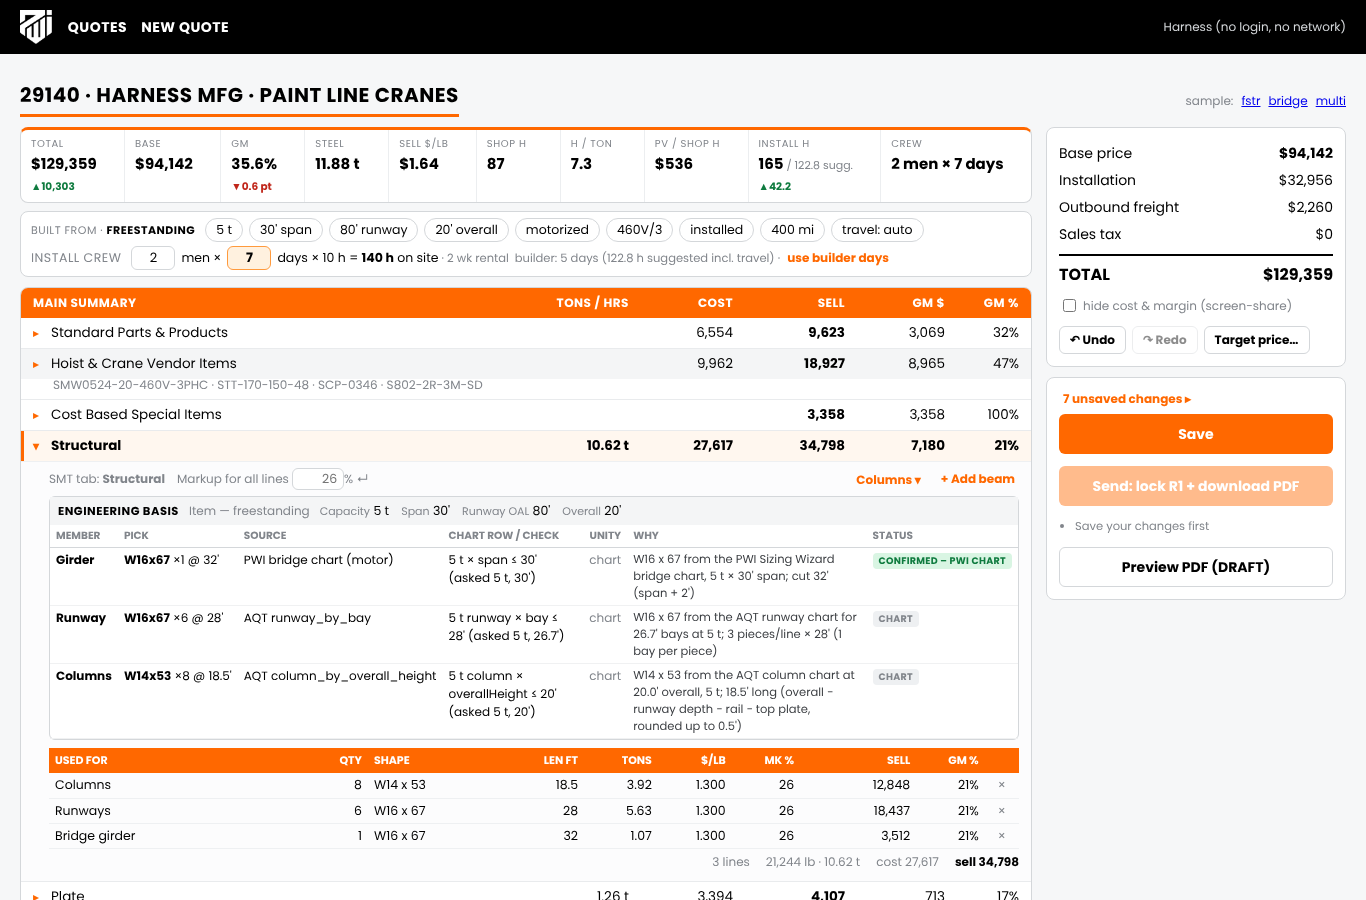 QUOTES NEW QUOTE
Harness (no login, no network)
29140 · HARNESS MFG · PAINT LINE CRANES
sample: fstr bridge multi
TOTAL BASE GM STEEL SELL $/LB SHOP H H / TON PV / SHOP H INSTALL H CREW
$129,359 $94,142 35.6% 11.88 t $1.64 87 7.3 $536 165 / 122.8 sugg. 2 men × 7 days
▲10,303 ▼0.6 pt ▲42.2
BUILT FROM · FREESTANDING 5 t 30' span 80' runway 20' overall motorized 460V/3 installed 400 mi travel: auto
INSTALL CREW 2 men × 7 days × 10 h = 140 h on site · 2 wk rental builder: 5 days (122.8 h suggested incl. travel) · use builder days
MAIN SUMMARY TONS / HRS COST SELL GM $ GM %
▸ Standard Parts & Products 6,554 9,623 3,069 32%
▸ Hoist & Crane Vendor Items 9,962 18,927 8,965 47%
SMW0524-20-460V-3PHC · STT-170-150-48 · SCP-0346 · S802-2R-3M-SD
▸ Cost Based Special Items 3,358 3,358 100%
▾ Structural 10.62 t 27,617 34,798 7,180 21%
SMT tab: Structural Markup for all lines 26 % ↵ Columns ▾ + Add beam
ENGINEERING BASIS Item — freestanding Capacity 5 t Span 30' Runway OAL 80' Overall 20'
MEMBER PICK SOURCE CHART ROW / CHECK UNITY WHY STATUS
Girder W16x67 ×1 @ 32' PWI bridge chart (motor) 5 t × span ≤ 30' chart W16 x 67 from the PWI Sizing Wizard CONFIRMED – PWI CHART
(asked 5 t, 30') bridge chart, 5 t × 30' span; cut 32'
(span + 2')
Runway W16x67 ×6 @ 28' AQT runway_by_bay 5 t runway × bay ≤ chart W16 x 67 from the AQT runway chart for CHART
28' (asked 5 t, 26.7') 26.7' bays at 5 t; 3 pieces/line × 28' (1
bay per piece)
Columns W14x53 ×8 @ 18.5' AQT column_by_overall_height 5 t column × chart W14 x 53 from the AQT column chart at CHART
overallHeight ≤ 20' 20.0' overall, 5 t; 18.5' long (overall −
(asked 5 t, 20') runway depth − rail − top plate,
rounded up to 0.5')
USED FOR QTY SHAPE LEN FT TONS $/LB MK % SELL GM %
Columns 8 W14 x 53 18.5 3.92 1.300 26 12,848 21% ×
Runways 6 W16 x 67 28 5.63 1.300 26 18,437 21% ×
Bridge girder 1 W16 x 67 32 1.07 1.300 26 3,512 21% ×
3 lines 21,244 lb · 10.62 t cost 27,617 sell 34,798
▸ Plate 1.26 t 3,394 4,107 713 17%
Base price $94,142
Installation $32,956
Outbound freight $2,260
Sales tax $0
TOTAL $129,359
hide cost & margin (screen-share)
↶ Undo ↷ Redo Target price...
7 unsaved changes ▸
Save
Send: lock R1 + download PDF
• Save your changes first
Preview PDF (DRAFT)